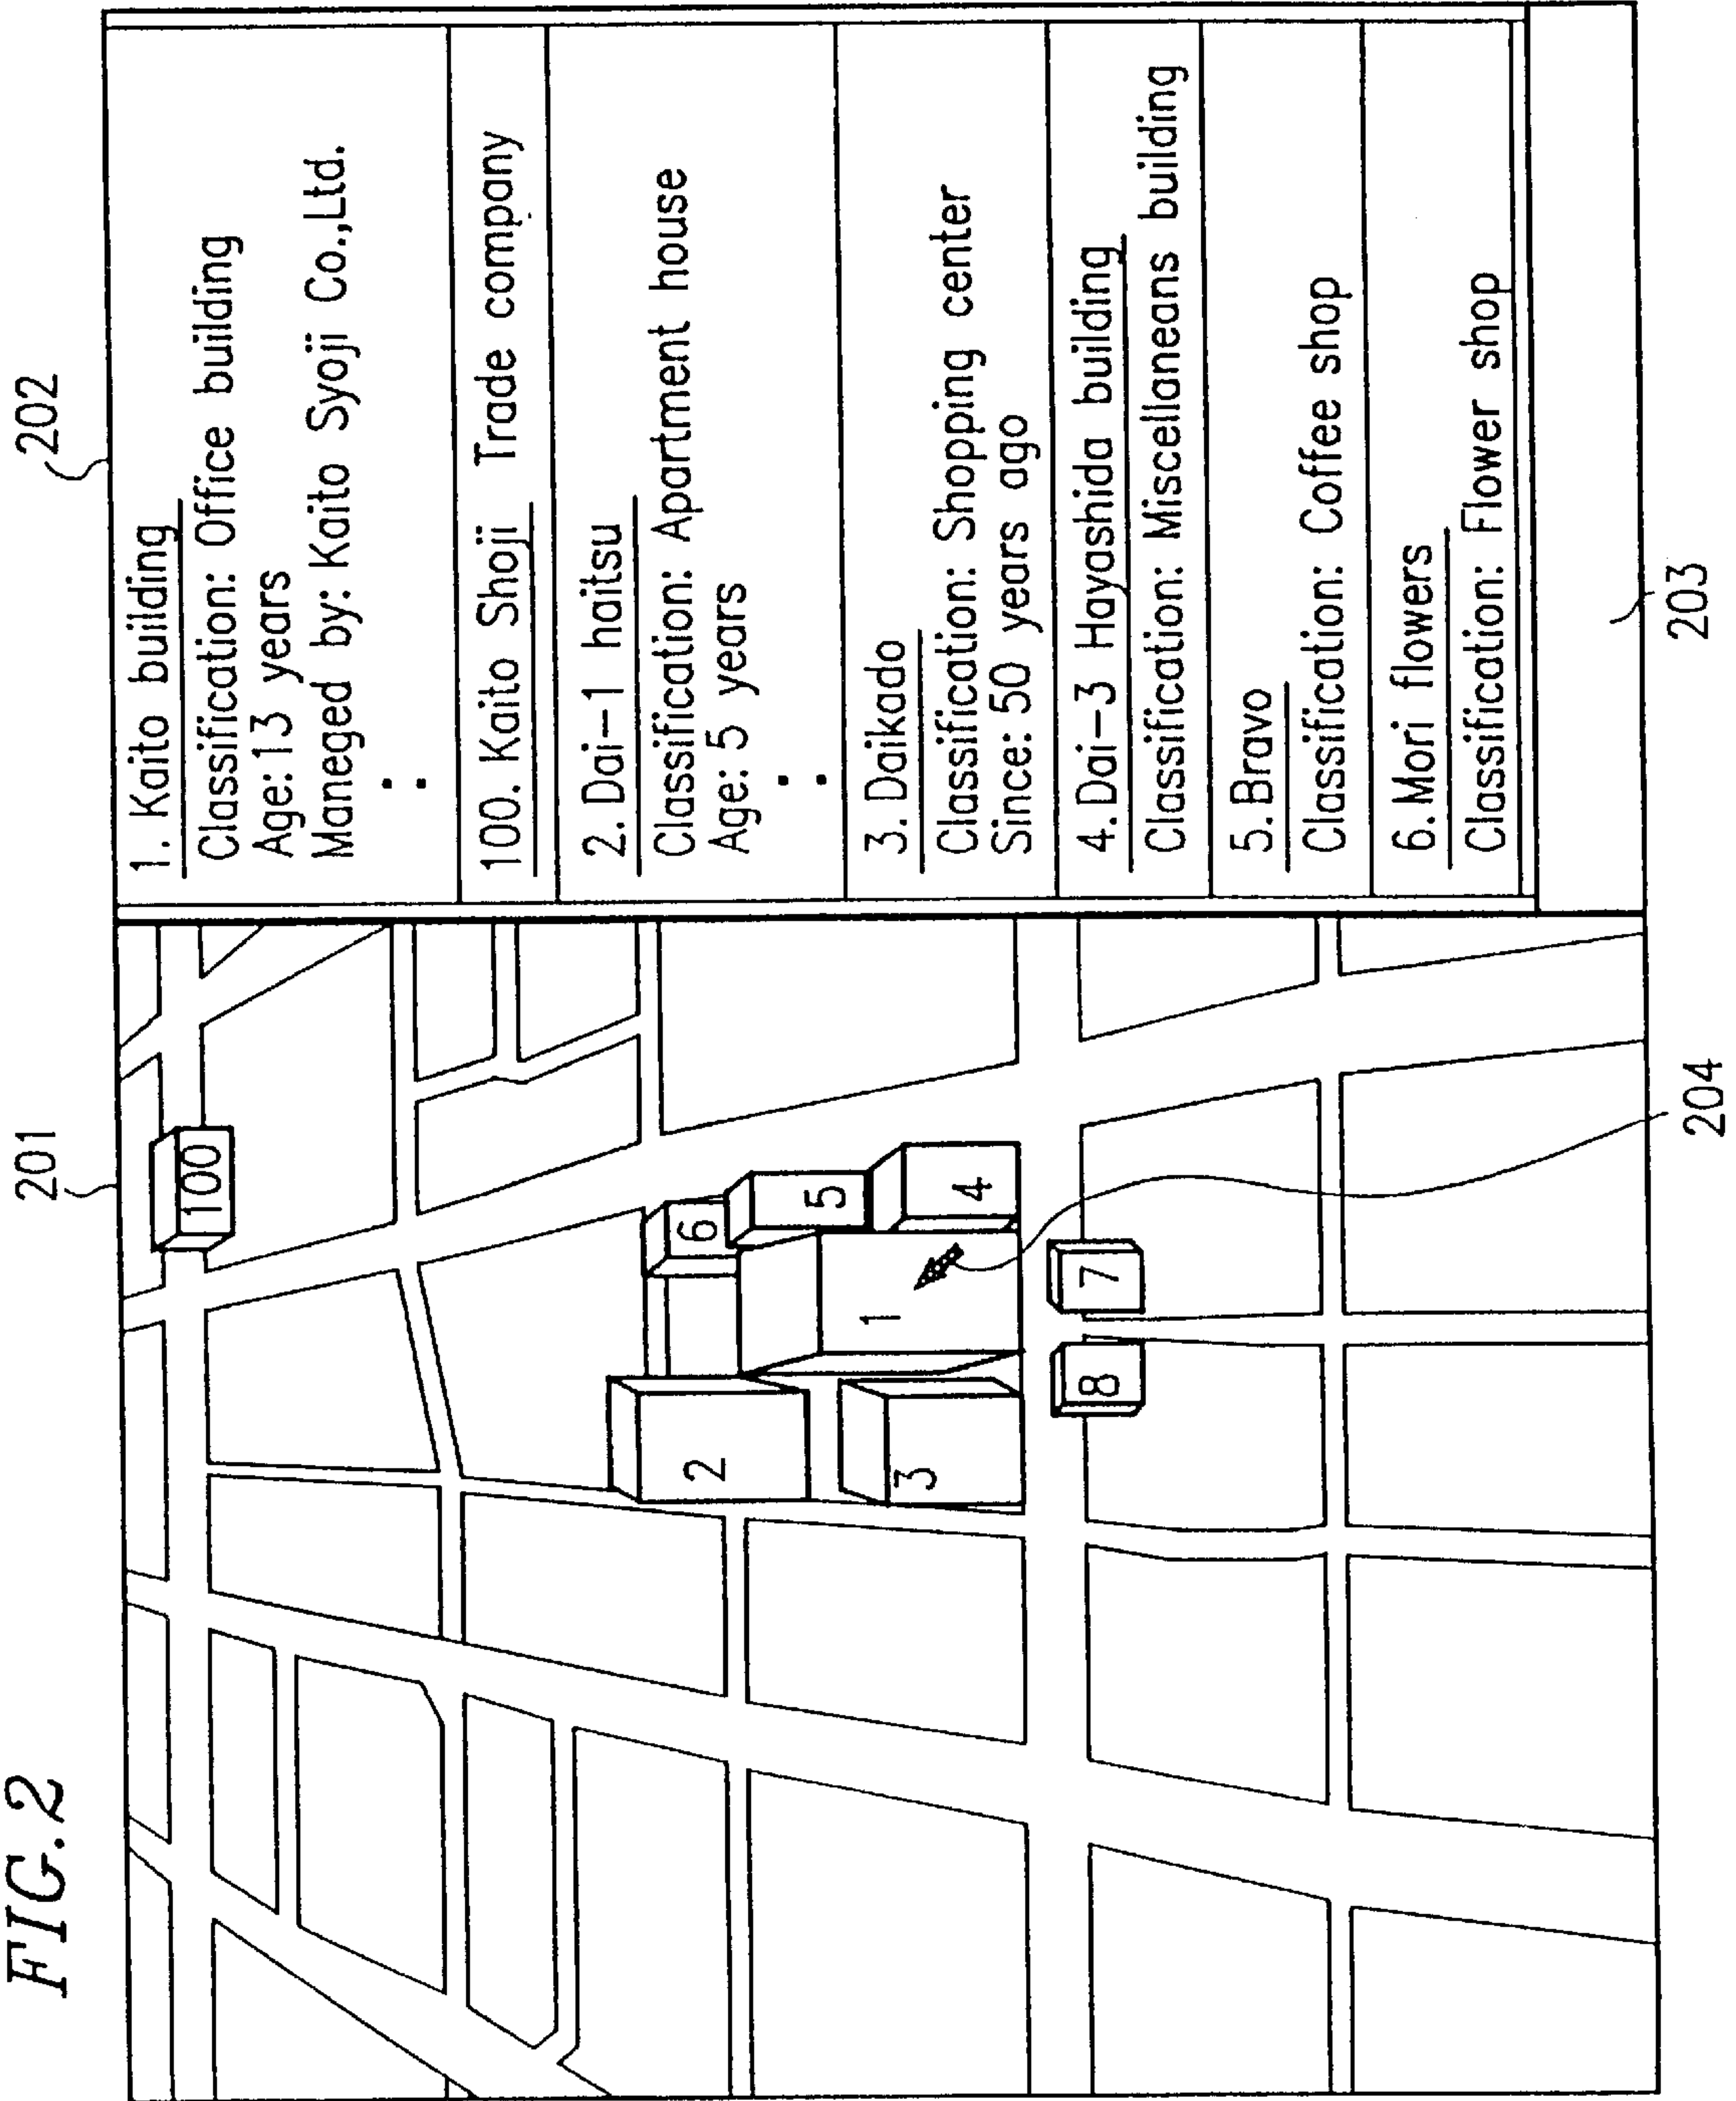 FIG.2
201
202
100
6
5
4
2
1
3
8
7
1. Kaito building
Classification: Office building
Age: 13 years
Maneged by: Kaito Syoji Co.,Ltd.
:
100. Kaito Shoji Trade company
2. Dai-1 haitsu
Classification: Apartment house
Age: 5 years
:
3. Daikado
Classification: Shopping center
Since: 50 years ago
4. Dai-3 Hayashida building
Classification: Miscellaneans building
5. Bravo
Classification: Coffee shop
6. Mori flowers
Classification: Flower shop
204
203